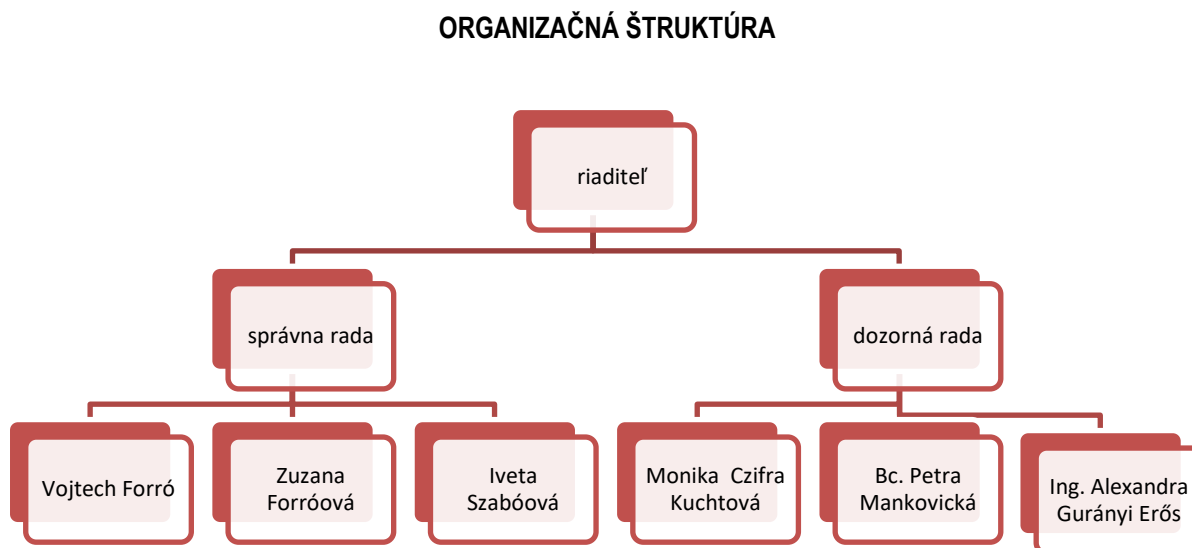 ORGANIZAČNÁ ŠTRUKTÚRA
riaditeľ
správna rada
dozorná rada
Vojtech Forró
Zuzana
Forróová
Iveta
Szabóová
Monika Czifra
Kuchtová
Bc. Petra
Mankovická
Ing. Alexandra
Gurányi Erős